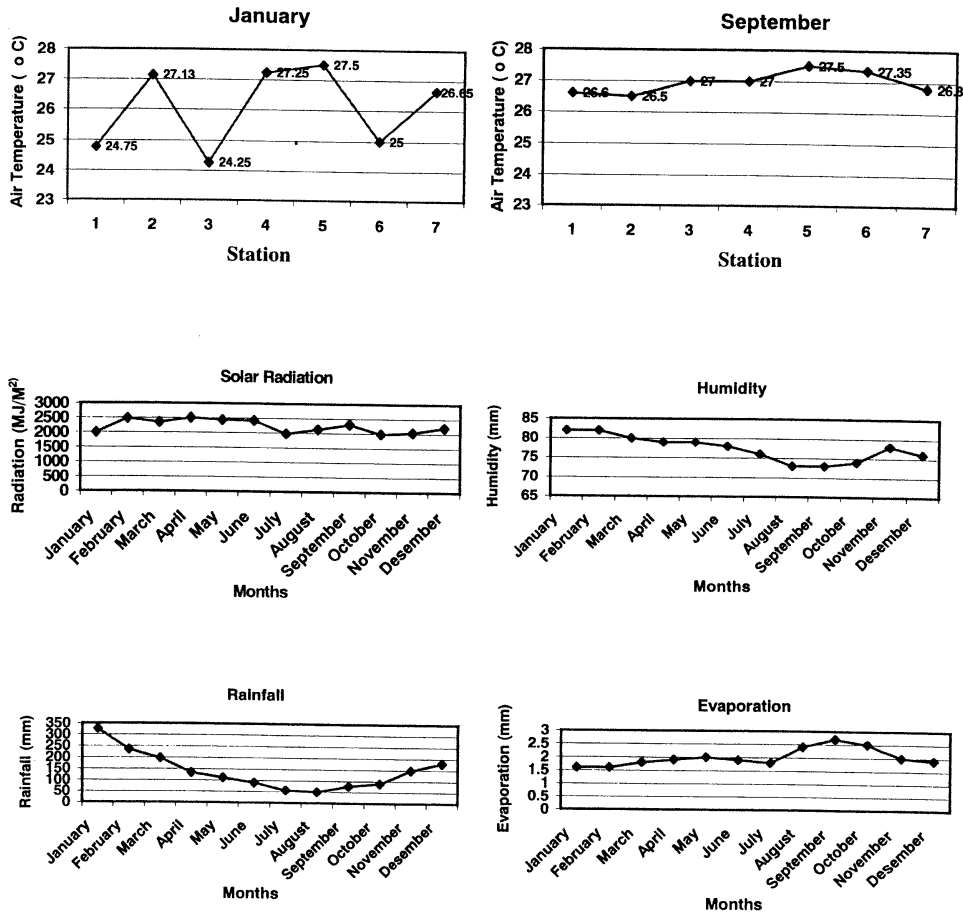 January
Air Temperature ( o C)
28
27
26
25
24
23
24.75
27.13
24.25
27.25
27.5
25
26.65
1 2 3 4 5 6 7
Station
September
Air Temperature ( o C)
28
27
26
25
24
23
26.6
26.5
27
27
27.5
27.35
26.8
1 2 3 4 5 6 7
Station
Solar Radiation
Radiation (MJ/M²)
3000
2500
2000
1500
1000
500
0
January
February
March
April
May
June
July
August
September
October
November
Desember
Months
Humidity
Humidity (mm)
85
80
75
70
65
January
February
March
April
May
June
July
August
September
October
November
Desember
Months
Rainfall
Rainfall (mm)
350
300
250
200
150
100
50
0
January
February
March
April
May
June
July
August
September
October
November
Desember
Months
Evaporation
Evaporation (mm)
3
2.5
2
1.5
1
0.5
0
January
February
March
April
May
June
July
August
September
October
November
Desember
Months